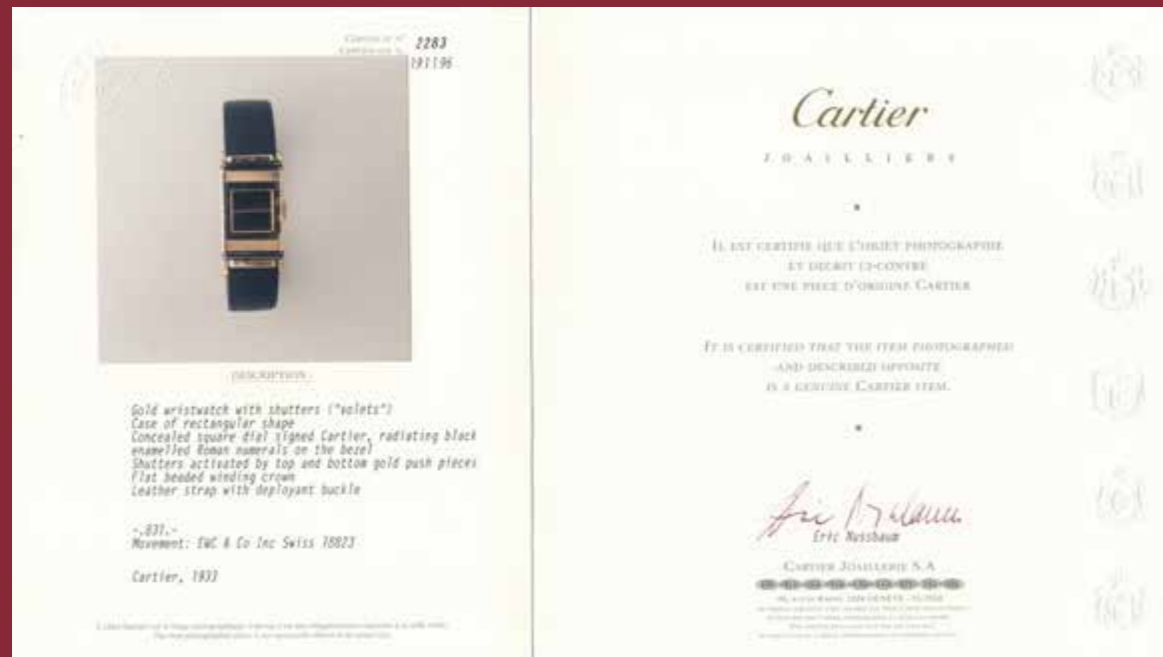 2283
191196
DESCRIPTION
Gold wristwatch with shutters ("volets")
Case of rectangular shape
Concealed square dial signed Cartier, radiating black
enamelled Roman numerals on the bezel
Shutters activated by top and bottom gold push pieces
Flat beaded winding crown
Leather strap with deployant buckle
-.831.-
Movement: EWC & Co Inc Swiss 78823
Cartier, 1933
Cartier
JOAILLIERS
IL EST CERTIFIE QUE L'OBJET PHOTOGRAPHIE
ET DECRIT CI-CONTRE
EST UNE PIECE D'ORIGINE CARTIER
IT IS CERTIFIED THAT THE ITEM PHOTOGRAPHED
AND DESCRIBED OPPOSITE
IS A GENUINE CARTIER ITEM.
Eric Nussbaum
CARTIER JOAILLERIE S.A